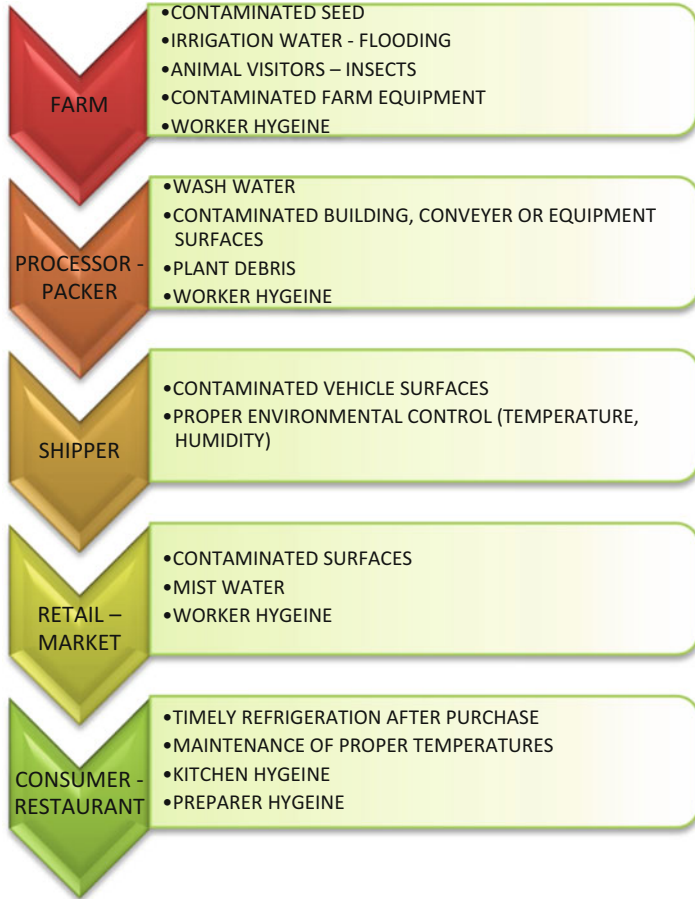 FARM
•CONTAMINATED SEED
•IRRIGATION WATER - FLOODING
•ANIMAL VISITORS – INSECTS
•CONTAMINATED FARM EQUIPMENT
•WORKER HYGEINE
PROCESSOR -
PACKER
•WASH WATER
•CONTAMINATED BUILDING, CONVEYER OR EQUIPMENT
SURFACES
•PLANT DEBRIS
•WORKER HYGEINE
SHIPPER
•CONTAMINATED VEHICLE SURFACES
•PROPER ENVIRONMENTAL CONTROL (TEMPERATURE,
HUMIDITY)
RETAIL –
MARKET
•CONTAMINATED SURFACES
•MIST WATER
•WORKER HYGEINE
CONSUMER -
RESTAURANT
•TIMELY REFRIGERATION AFTER PURCHASE
•MAINTENANCE OF PROPER TEMPERATURES
•KITCHEN HYGEINE
•PREPARER HYGEINE